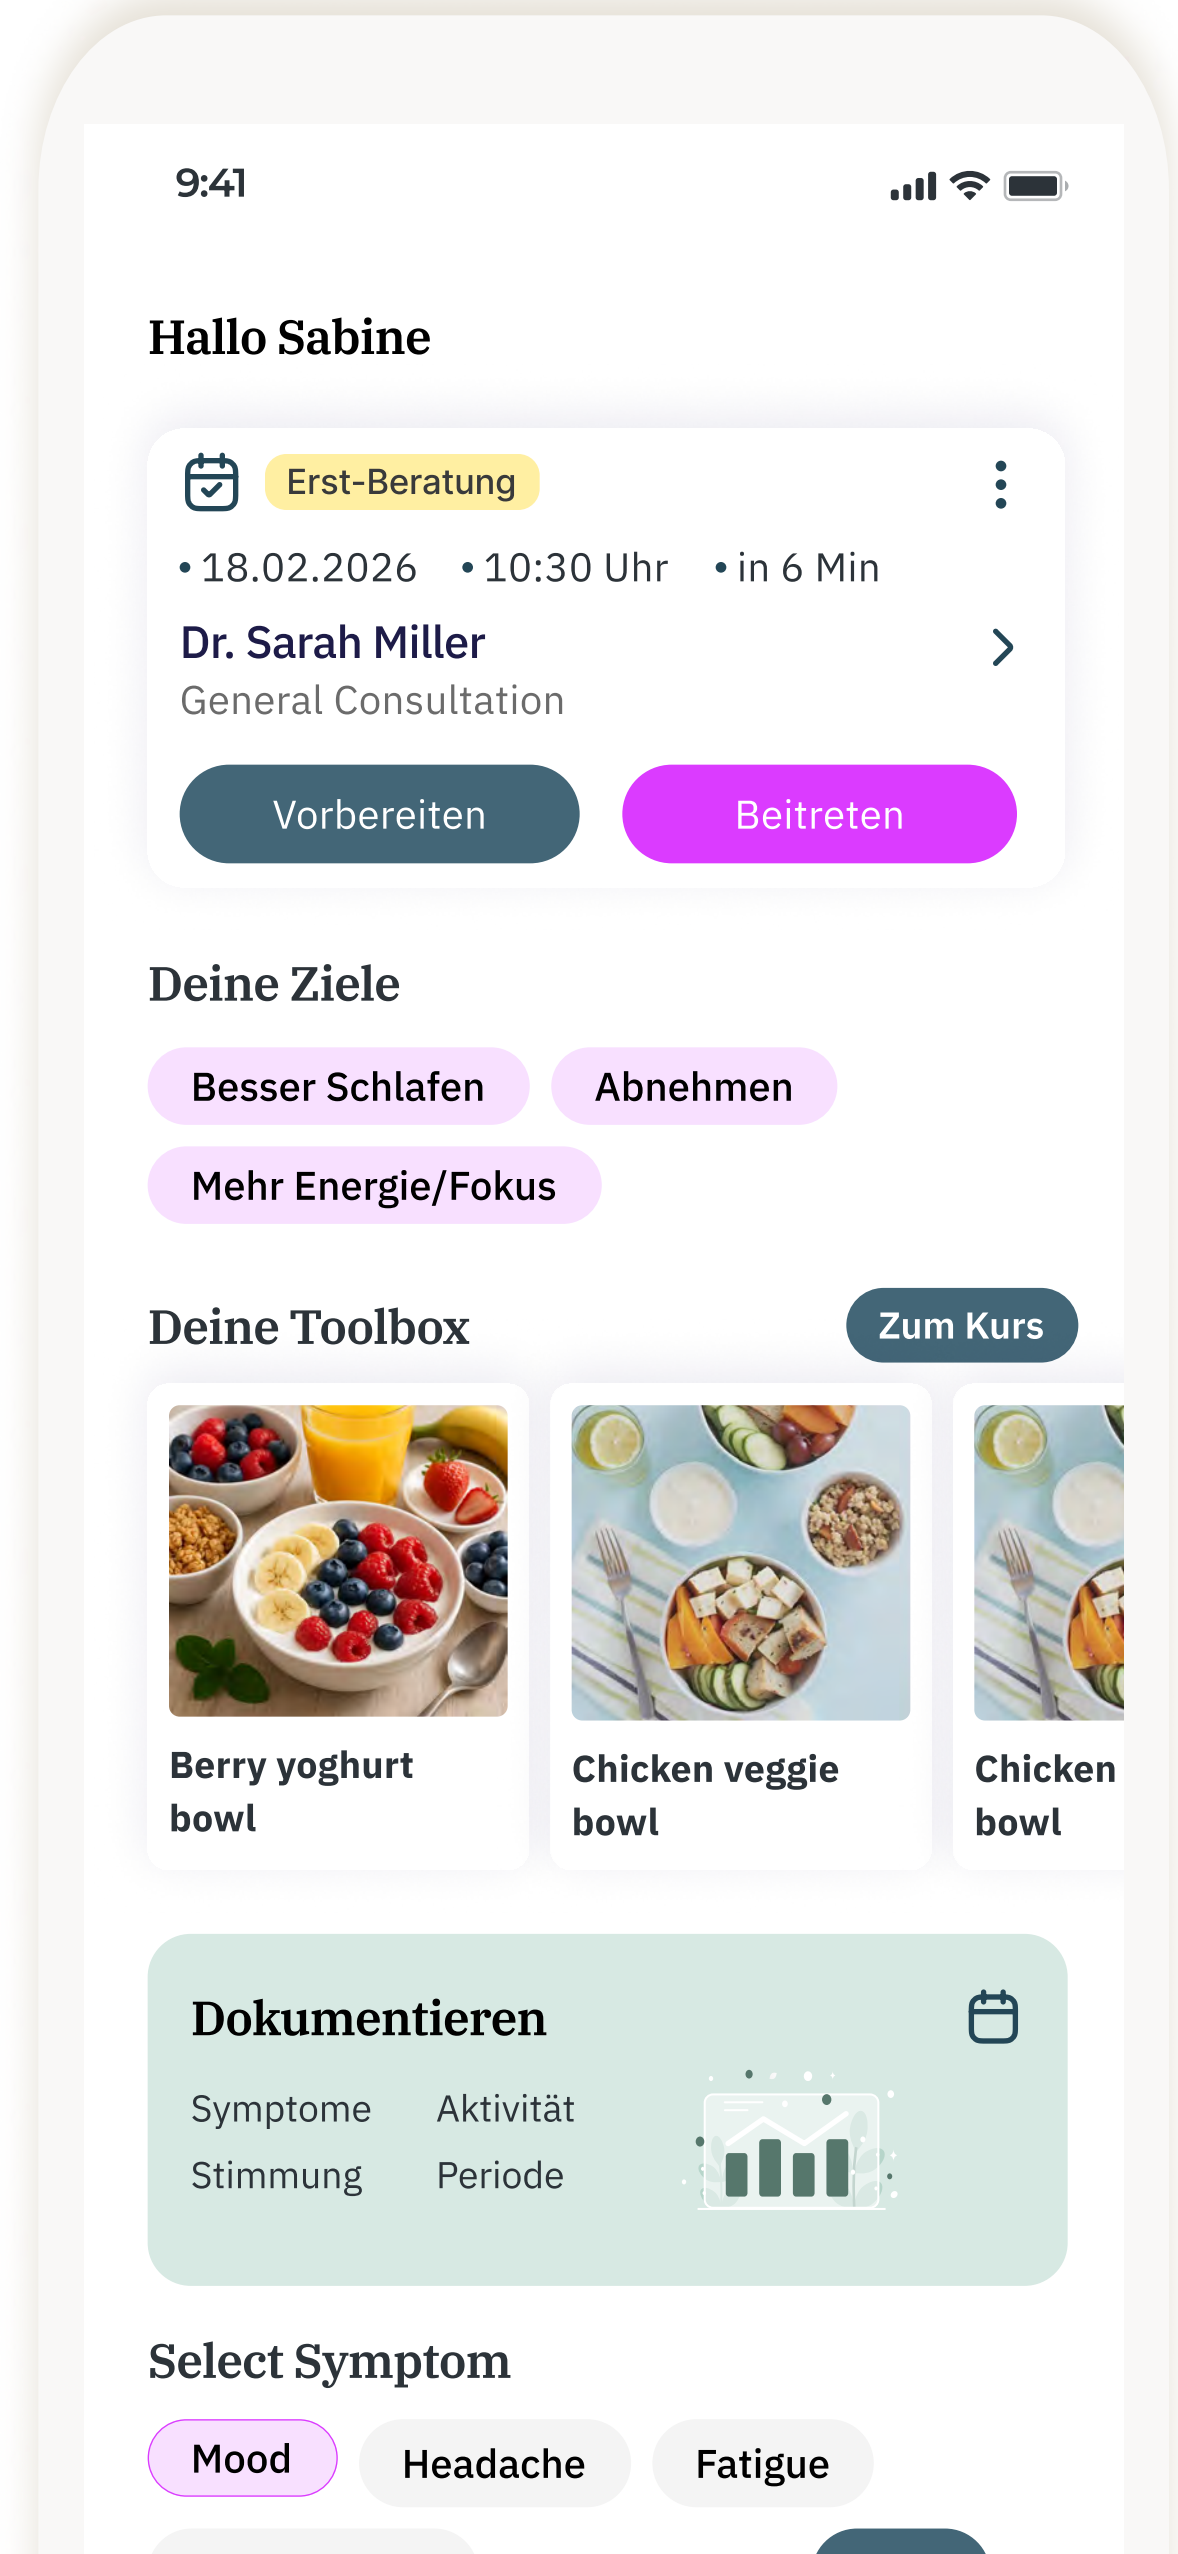 9:41
Hallo Sabine
Erst-Beratung
• 18.02.2026 • 10:30 Uhr • in 6 Min
Dr. Sarah Miller
General Consultation
Vorbereiten Beitreten
Deine Ziele
Besser Schlafen Abnehmen
Mehr Energie/Fokus
Deine Toolbox Zum Kurs
Berry yoghurt
bowl
Chicken veggie
bowl
Chicken
bowl
Dokumentieren
Symptome Aktivität
Stimmung Periode
Select Symptom
Mood Headache Fatigue